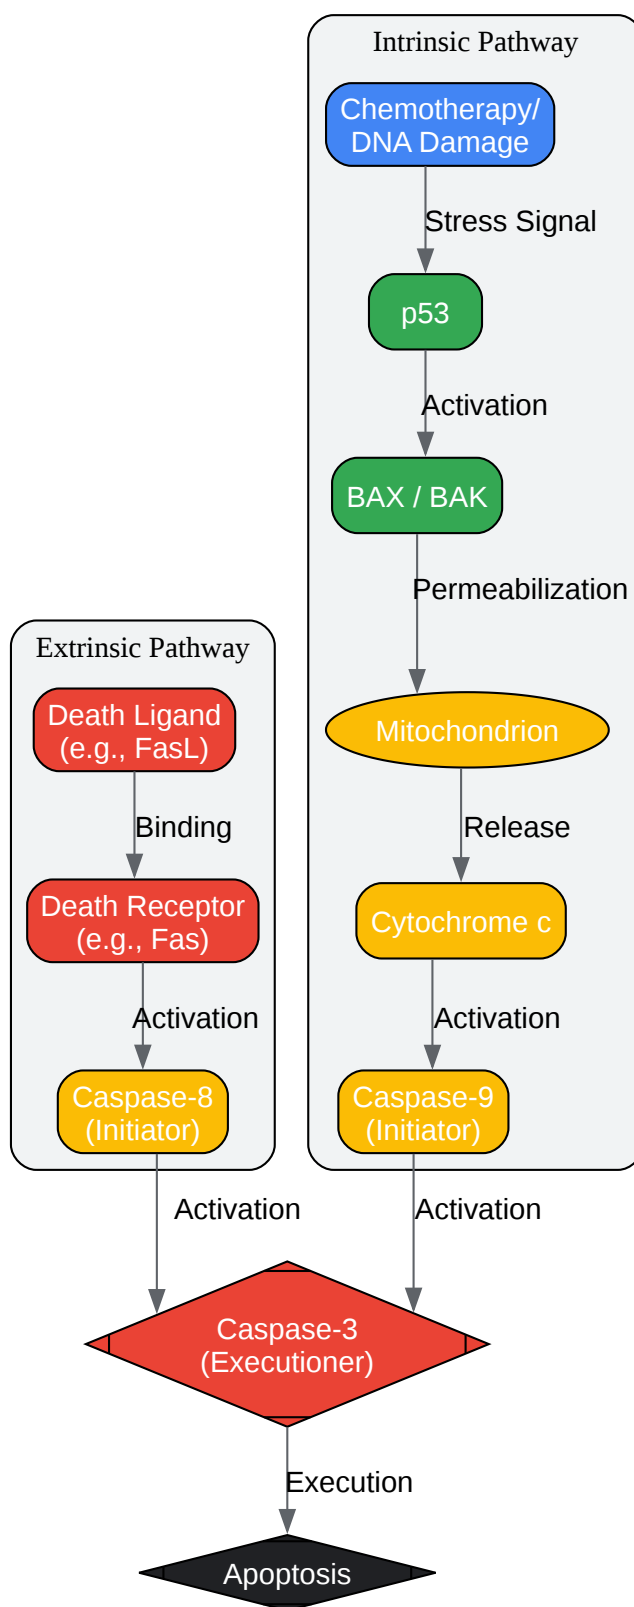 Intrinsic Pathway
Chemotherapy/
DNA Damage
Stress Signal
p53
Activation
BAX / BAK
Permeabilization
Mitochondrion
Release
Cytochrome c
Activation
Caspase-9
(Initiator)
Activation
Extrinsic Pathway
Death Ligand
(e.g., FasL)
Binding
Death Receptor
(e.g., Fas)
Activation
Caspase-8
(Initiator)
Activation
Caspase-3
(Executioner)
Execution
Apoptosis